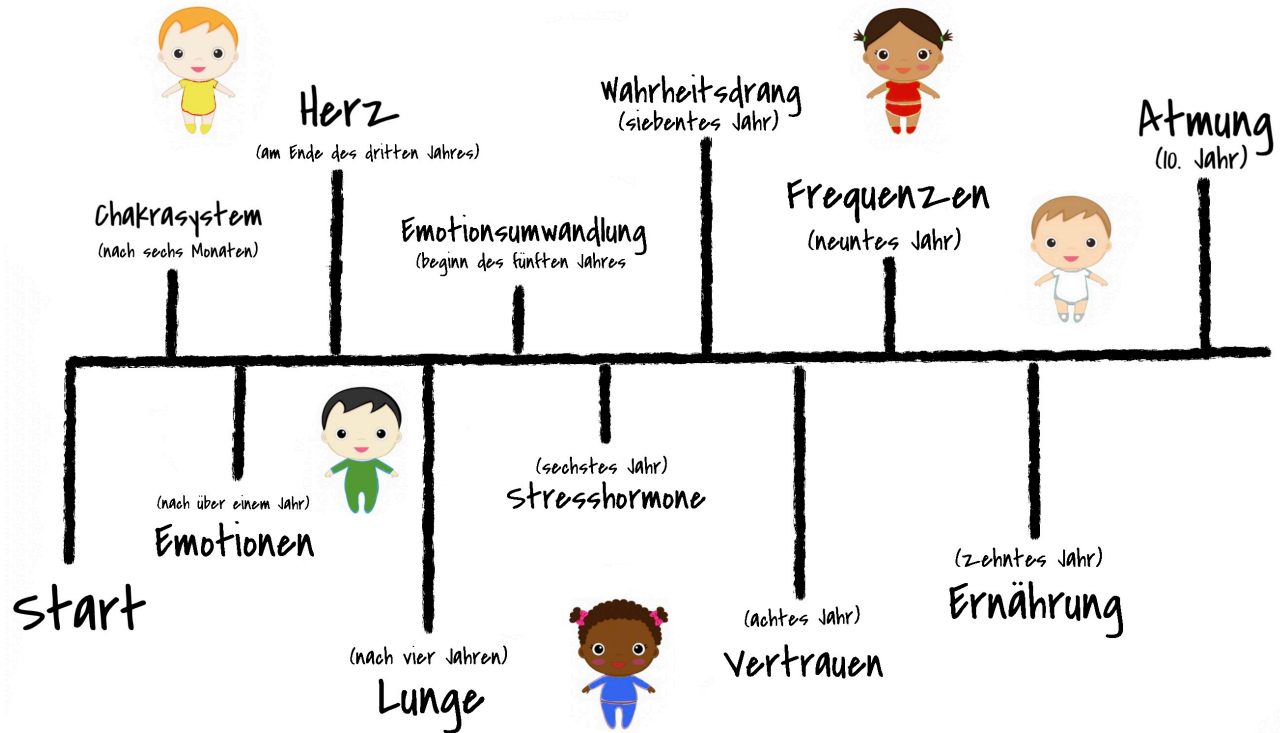 Start
Chakrasystem
(nach sechs Monaten)
(nach über einem Jahr)
Emotionen
Herz
(am Ende des dritten Jahres)
(nach vier Jahren)
Lunge
Emotionsumwandlung
(beginn des fünften Jahres
(sechstes Jahr)
Stresshormone
Wahrheitsdrang
(siebentes Jahr)
(achtes Jahr)
Vertrauen
Frequenzen
(neuntes Jahr)
(zehntes Jahr)
Ernährung
Atmung
(10. Jahr)